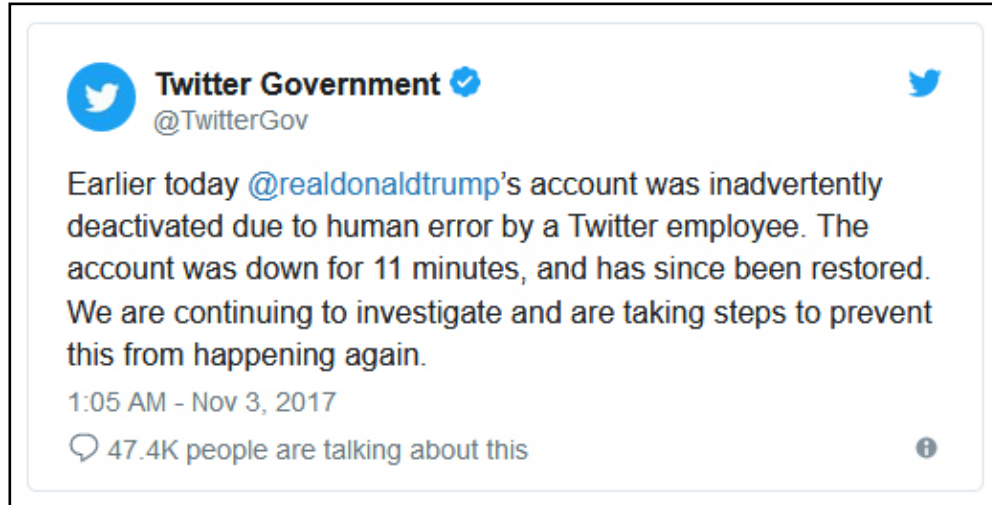 Twitter Government
@TwitterGov
Earlier today @realdonaldtrump’s account was inadvertently
deactivated due to human error by a Twitter employee. The
account was down for 11 minutes, and has since been restored.
We are continuing to investigate and are taking steps to prevent
this from happening again.
1:05 AM - Nov 3, 2017
47.4K people are talking about this